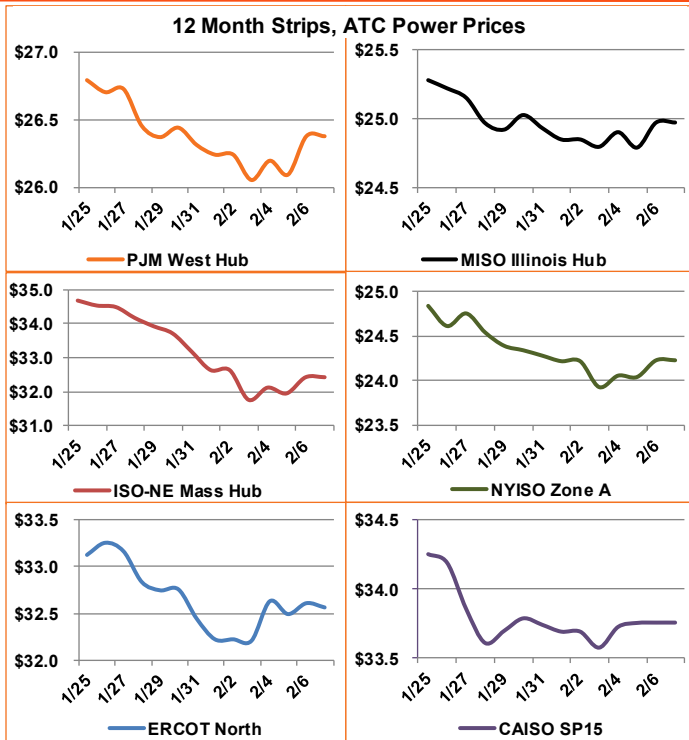 12 Month Strips, ATC Power Prices
$27.0
$26.5
$26.0
1/25 1/27 1/29 1/31 2/2 2/4 2/6
PJM West Hub
$25.5
$25.0
$24.5
1/25 1/27 1/29 1/31 2/2 2/4 2/6
MISO Illinois Hub
$35.0
$34.0
$33.0
$32.0
$31.0
1/25 1/27 1/29 1/31 2/2 2/4 2/6
ISO-NE Mass Hub
$25.0
$24.5
$24.0
$23.5
1/25 1/27 1/29 1/31 2/2 2/4 2/6
NYISO Zone A
$33.5
$33.0
$32.5
$32.0
1/25 1/27 1/29 1/31 2/2 2/4 2/6
ERCOT North
$34.5
$34.0
$33.5
1/25 1/27 1/29 1/31 2/2 2/4 2/6
CAISO SP15